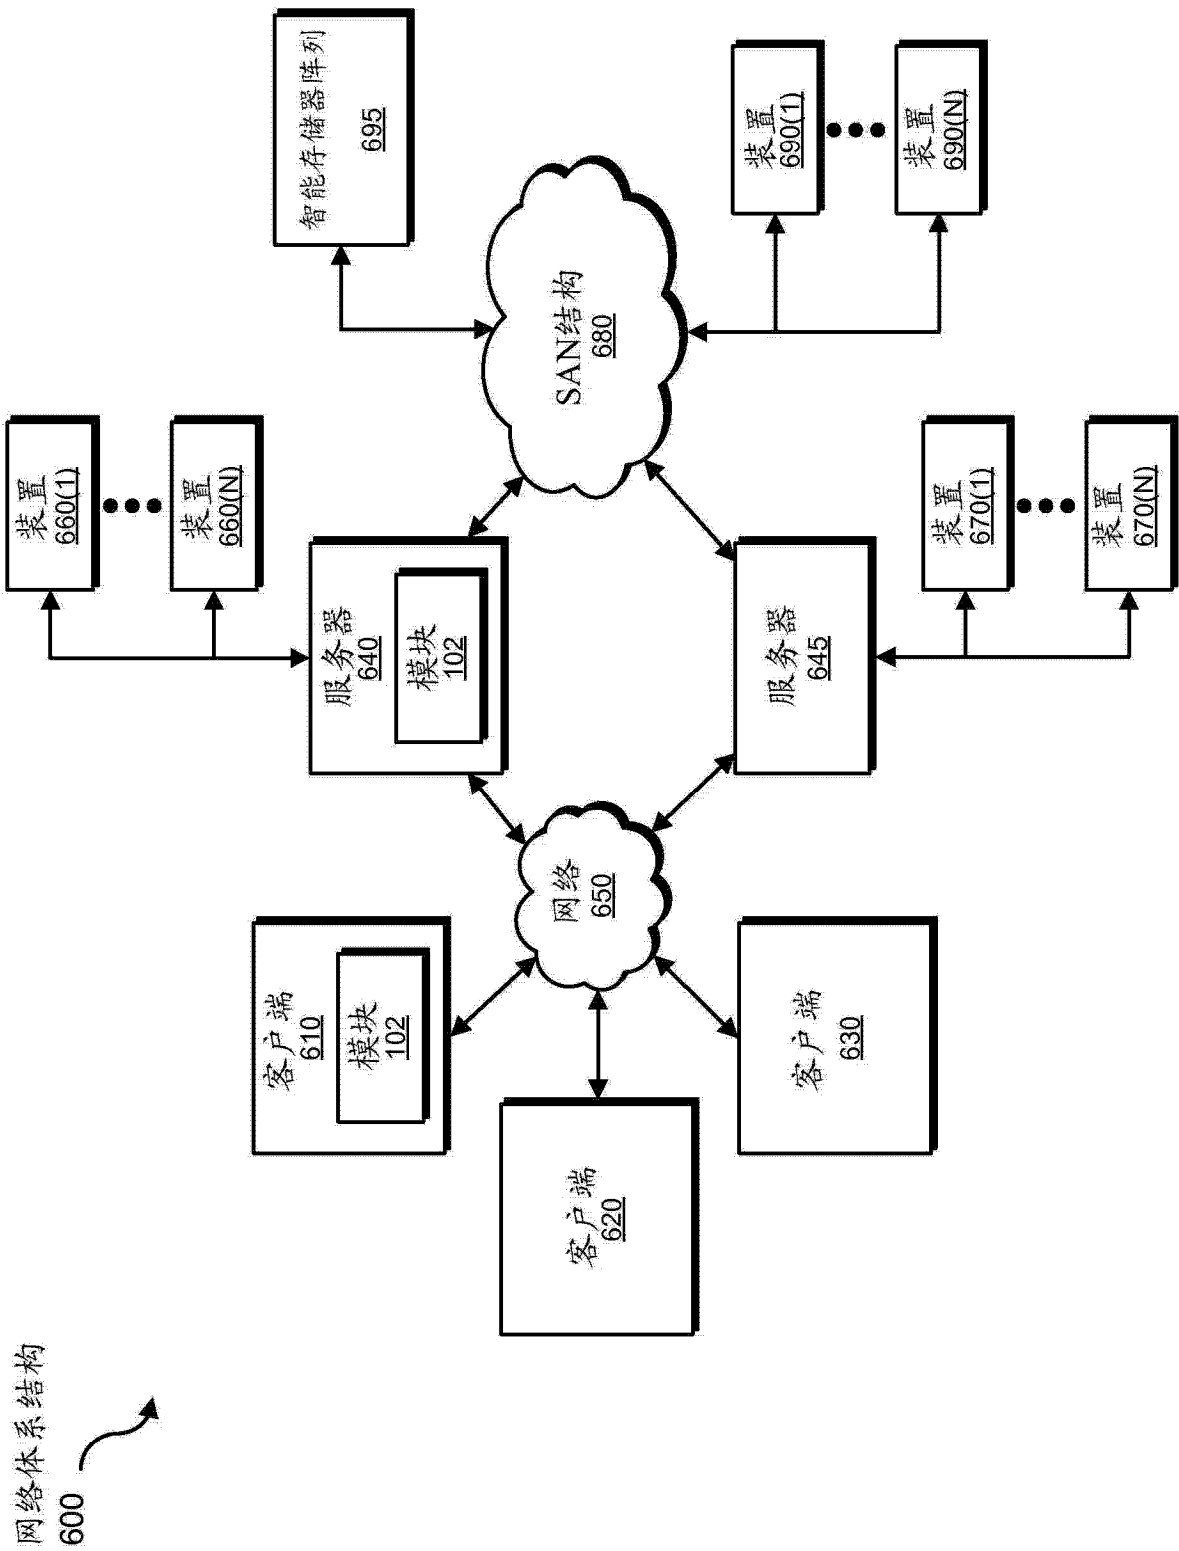 网络体系结构
600
客户端
610
模块
102
客户端
620
客户端
630
网络
650
服务器
640
模块
102
服务器
645
装置
660(1)
装置
660(N)
装置
670(1)
装置
670(N)
SAN结构
680
智能存储器阵列
695
装置
690(1)
装置
690(N)